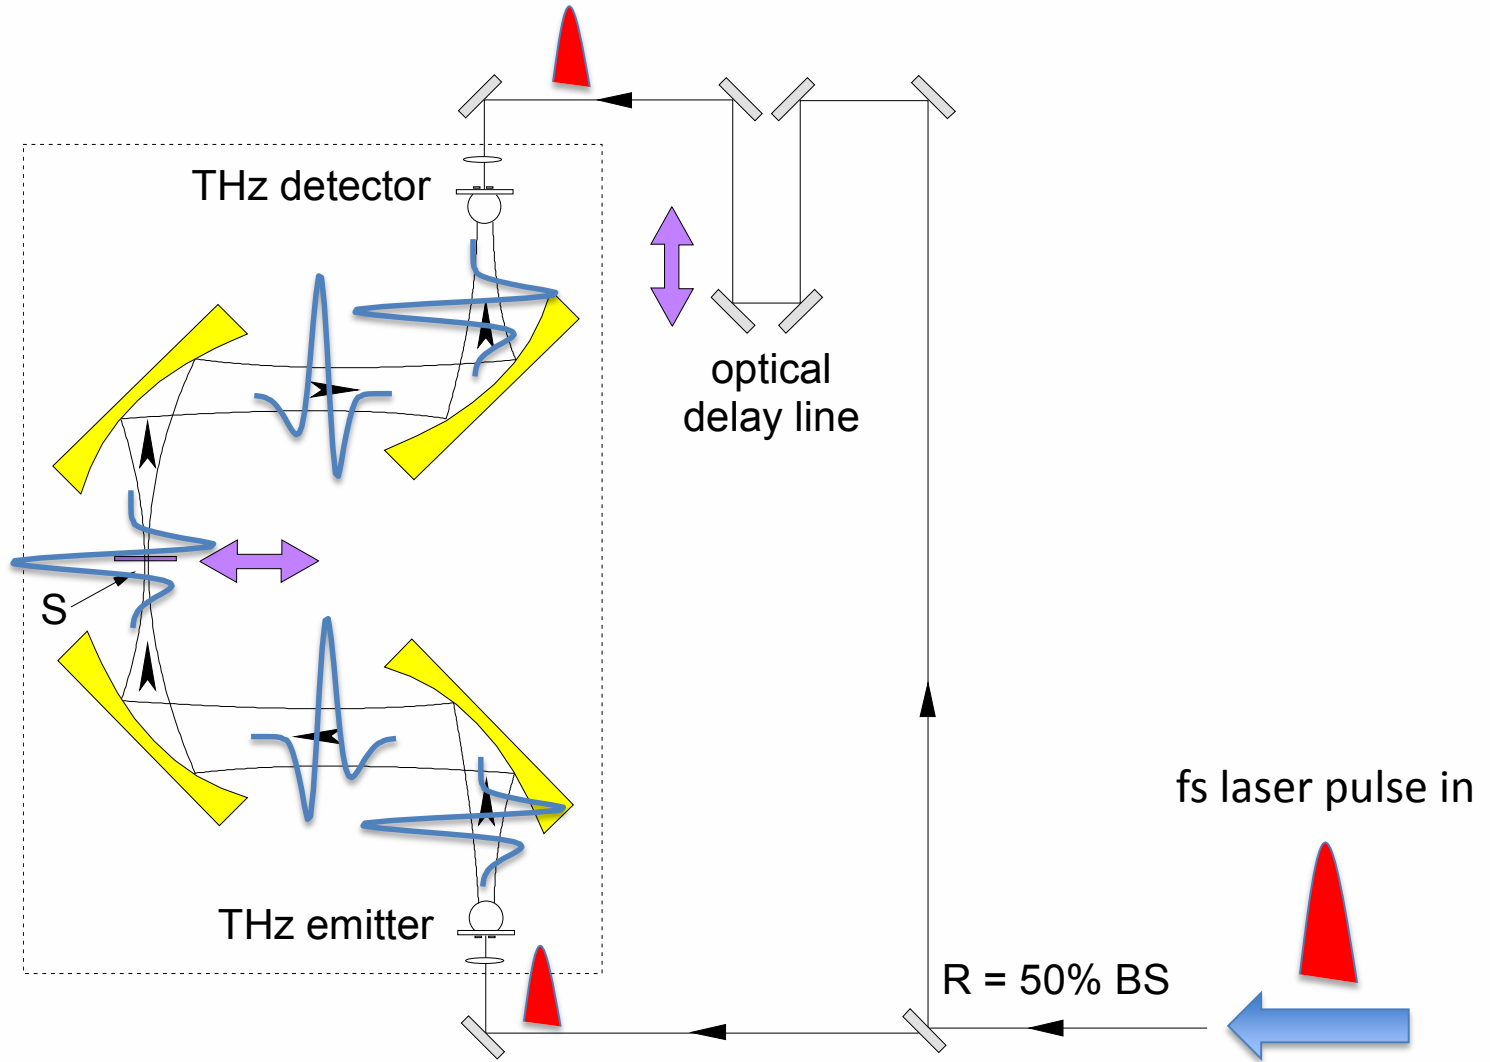 THz detector
optical
delay line
S
fs laser pulse in
THz emitter
R = 50% BS